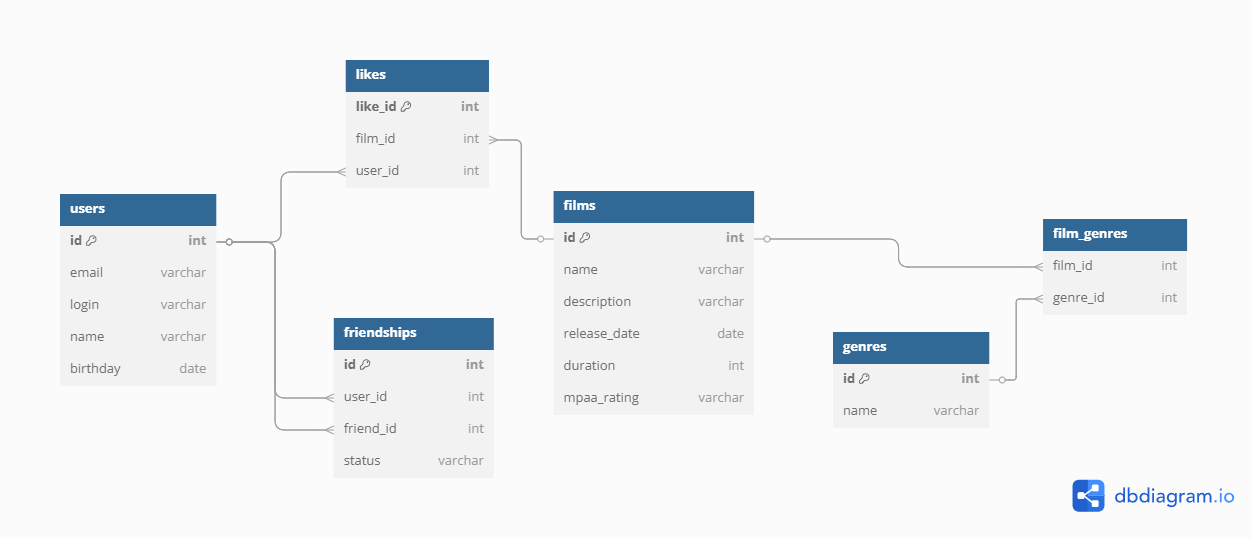 likes
like_id int
film_id int
user_id int
users
id int
email varchar
login varchar
name varchar
birthday date
friendships
id int
user_id int
friend_id int
status varchar
films
id int
name varchar
description varchar
release_date date
duration int
mpaa_rating varchar
genres
id int
name varchar
film_genres
film_id int
genre_id int
dbdiagram.io